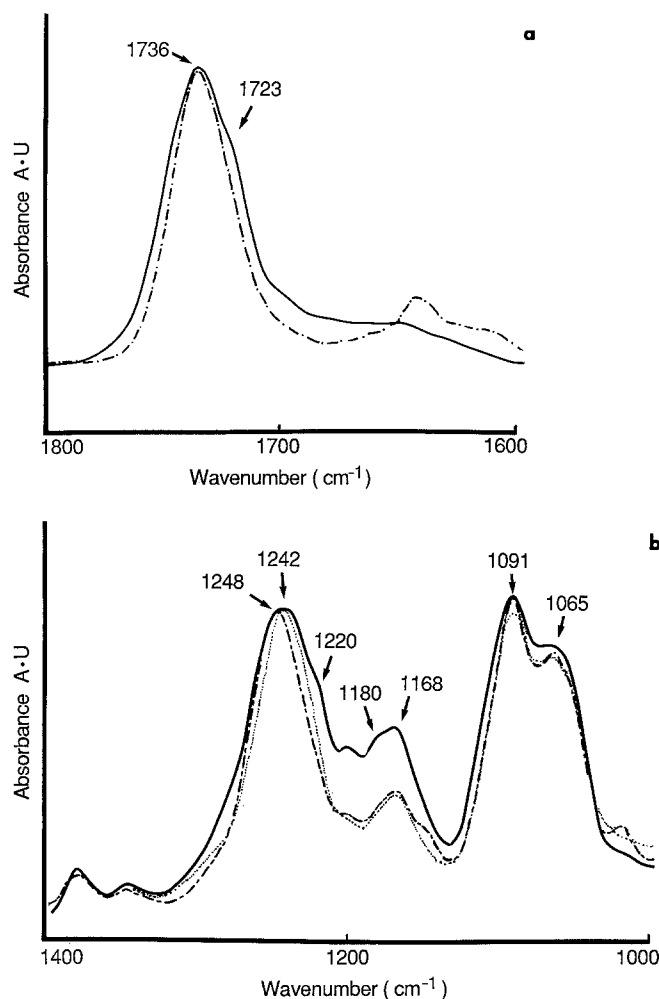 a
1736
1723
Absorbance A·U
1800 1700 1600
Wavenumber ( cm⁻¹ )
b
1248
1242
1220
1180
1168
1091
1065
Absorbance A·U
1400 1200 1000
Wavenumber ( cm⁻¹ )